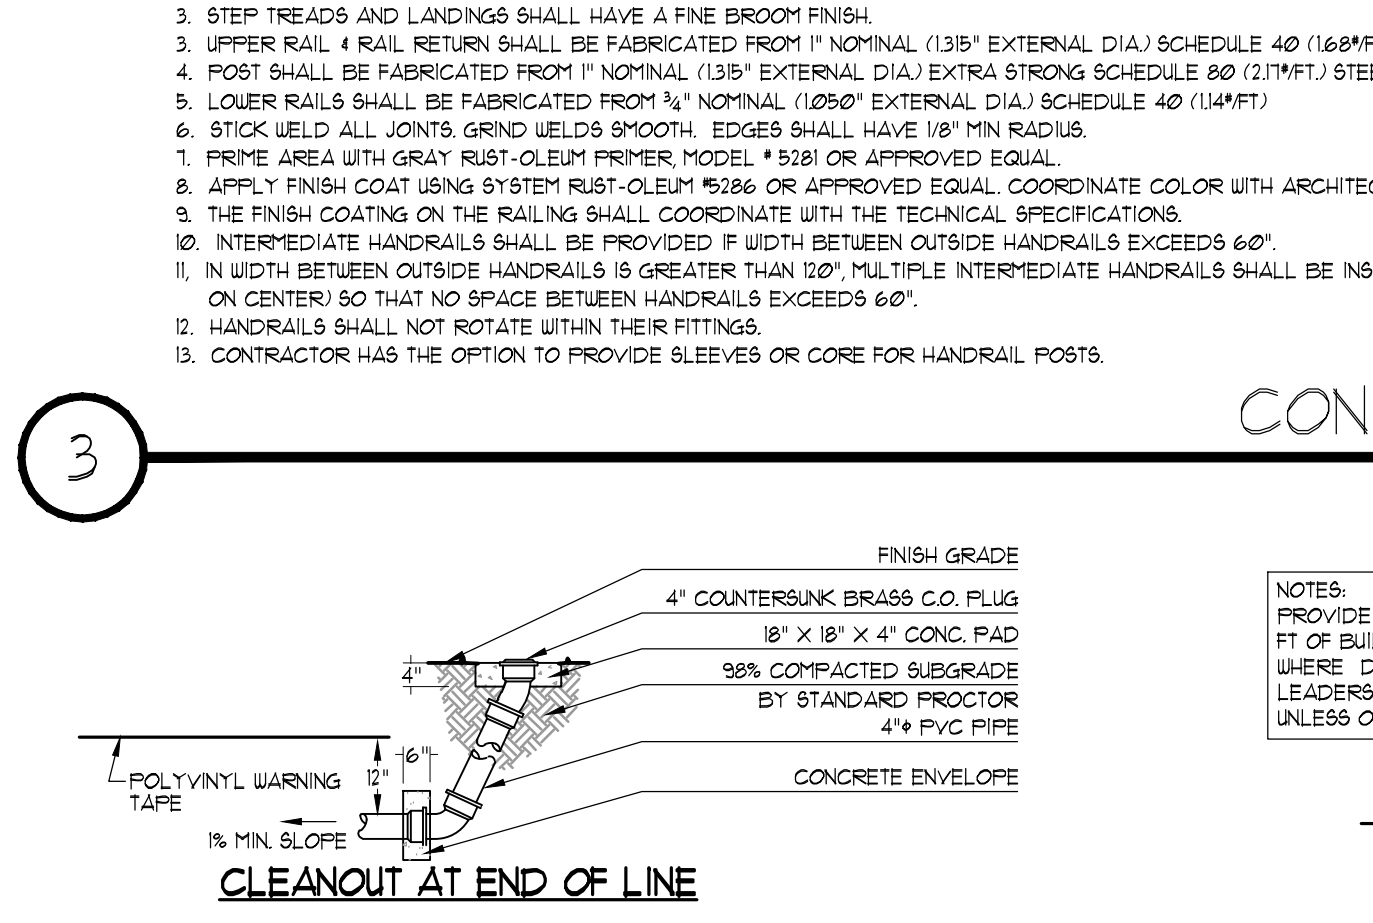 3. STEP TREADS AND LANDINGS SHALL HAVE A FINE BROOM FINISH.
3. UPPER RAIL & RAIL RETURN SHALL BE FABRICATED FROM 1" NOMINAL (1.315" EXTERNAL DIA.) SCHEDULE 40 (1.68#/F
4. POST SHALL BE FABRICATED FROM 1" NOMINAL (1.315" EXTERNAL DIA.) EXTRA STRONG SCHEDULE 80 (2.17#/FT.) STEE
5. LOWER RAILS SHALL BE FABRICATED FROM ¾" NOMINAL (1.050" EXTERNAL DIA.) SCHEDULE 40 (1.14#/FT)
6. STICK WELD ALL JOINTS. GRIND WELDS SMOOTH. EDGES SHALL HAVE 1/8" MIN RADIUS.
7. PRIME AREA WITH GRAY RUST-OLEUM PRIMER, MODEL # 5281 OR APPROVED EQUAL.
8. APPLY FINISH COAT USING SYSTEM RUST-OLEUM #5286 OR APPROVED EQUAL. COORDINATE COLOR WITH ARCHITEC
9. THE FINISH COATING ON THE RAILING SHALL COORDINATE WITH THE TECHNICAL SPECIFICATIONS.
10. INTERMEDIATE HANDRAILS SHALL BE PROVIDED IF WIDTH BETWEEN OUTSIDE HANDRAILS EXCEEDS 60".
11, IN WIDTH BETWEEN OUTSIDE HANDRAILS IS GREATER THAN 120", MULTIPLE INTERMEDIATE HANDRAILS SHALL BE INS
ON CENTER) SO THAT NO SPACE BETWEEN HANDRAILS EXCEEDS 60".
12. HANDRAILS SHALL NOT ROTATE WITHIN THEIR FITTINGS.
13. CONTRACTOR HAS THE OPTION TO PROVIDE SLEEVES OR CORE FOR HANDRAIL POSTS.
CON
3
FINISH GRADE
4" COUNTERSUNK BRASS C.O. PLUG
18" X 18" X 4" CONC. PAD
98% COMPACTED SUBGRADE
BY STANDARD PROCTOR
4"ϕ PVC PIPE
CONCRETE ENVELOPE
4"
6"
12"
POLYVINYL WARNING
TAPE
1% MIN. SLOPE
CLEANOUT AT END OF LINE
NOTES:
PROVIDE
FT OF BUI
WHERE D
LEADERS
UNLESS O